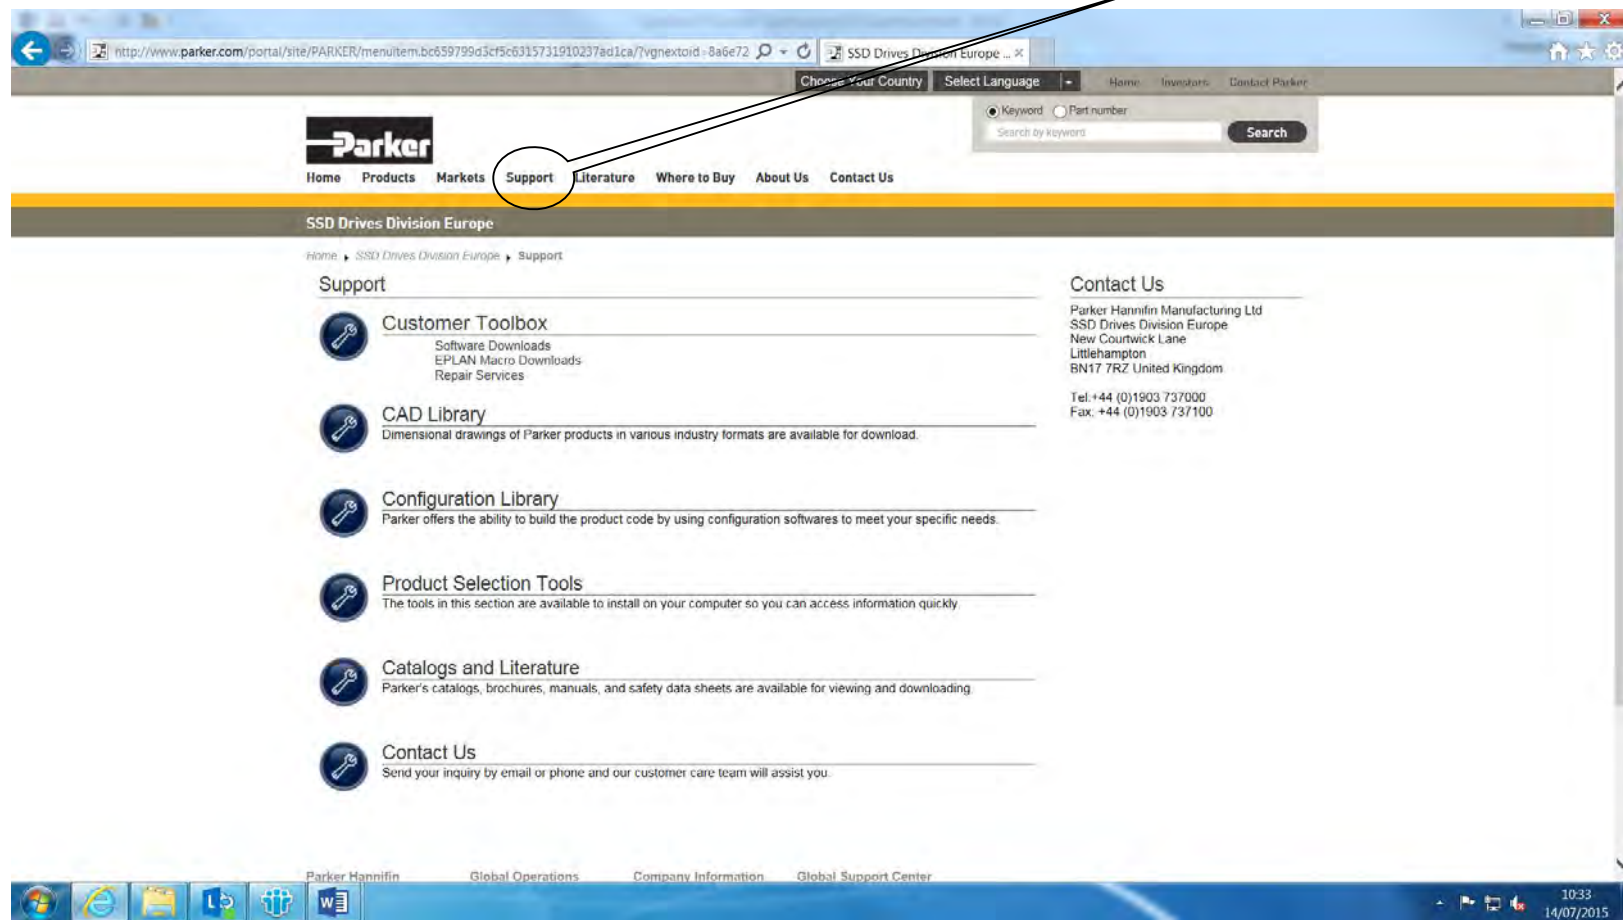 http://www.parker.com/portal/site/PARKER/menuitem.bc659799d3cf5c6315731910237ad1ca/?vgnextoid=8a6e72
SSD Drives Division Europe ...
Choose Your Country
Select Language
Home
Investors
Contact Parker
Keyword
Part number
Search by keyword
Search
Parker
Home Products Markets Support Literature Where to Buy About Us Contact Us
SSD Drives Division Europe
Home SSD Drives Division Europe Support
Support
Customer Toolbox
Software Downloads
EPLAN Macro Downloads
Repair Services
CAD Library
Dimensional drawings of Parker products in various industry formats are available for download.
Configuration Library
Parker offers the ability to build the product code by using configuration softwares to meet your specific needs.
Product Selection Tools
The tools in this section are available to install on your computer so you can access information quickly.
Catalogs and Literature
Parker's catalogs, brochures, manuals, and safety data sheets are available for viewing and downloading.
Contact Us
Send your inquiry by email or phone and our customer care team will assist you.
Contact Us
Parker Hannifin Manufacturing Ltd
SSD Drives Division Europe
New Courtwick Lane
Littlehampton
BN17 7RZ United Kingdom
Tel:+44 (0)1903 737000
Fax: +44 (0)1903 737100
Parker Hannifin Global Operations Company Information Global Support Center
10:33
14/07/2015